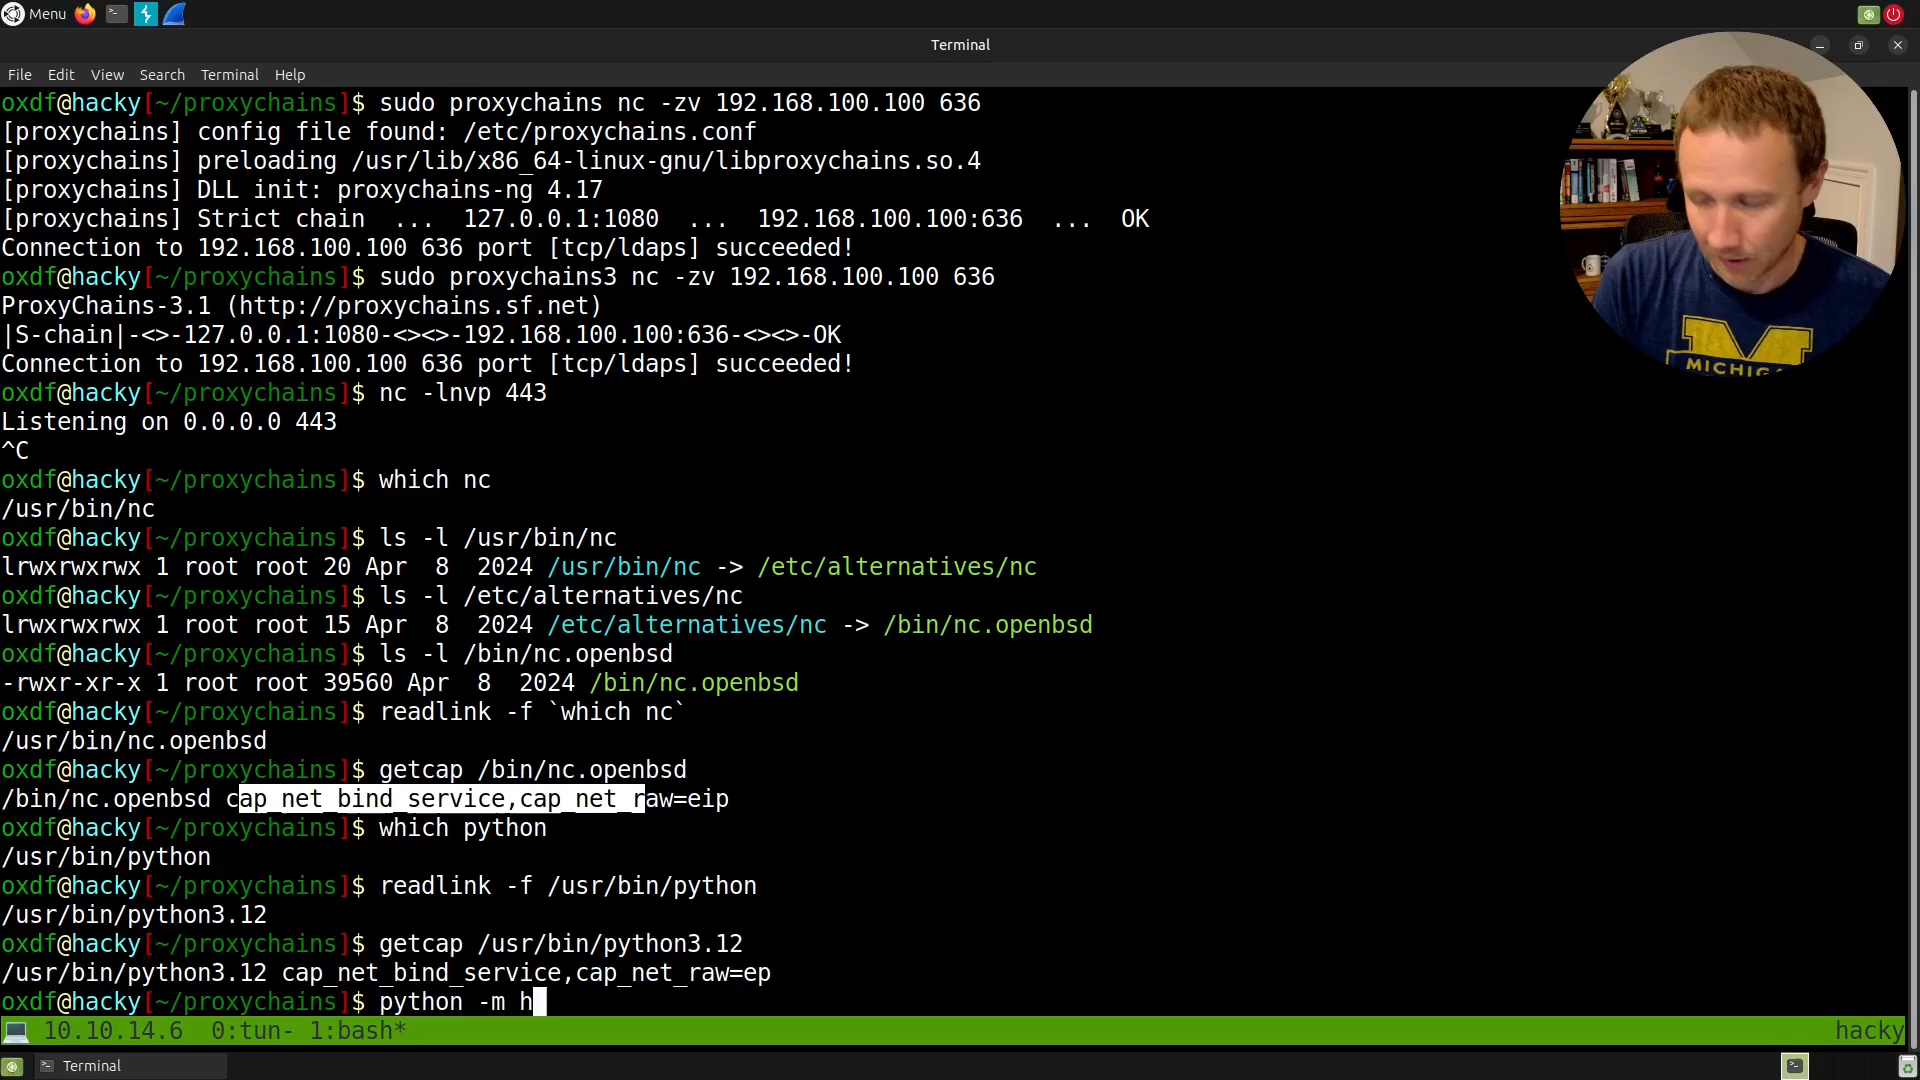 Menu
Terminal
File Edit View Search Terminal Help
oxdf@hacky[~/proxychains]$ sudo proxychains nc -zv 192.168.100.100 636
[proxychains] config file found: /etc/proxychains.conf
[proxychains] preloading /usr/lib/x86_64-linux-gnu/libproxychains.so.4
[proxychains] DLL init: proxychains-ng 4.17
[proxychains] Strict chain  ...  127.0.0.1:1080  ...  192.168.100.100:636  ...  OK
Connection to 192.168.100.100 636 port [tcp/ldaps] succeeded!
oxdf@hacky[~/proxychains]$ sudo proxychains3 nc -zv 192.168.100.100 636
ProxyChains-3.1 (http://proxychains.sf.net)
|S-chain|-<>-127.0.0.1:1080-<><>-192.168.100.100:636-<><>-OK
Connection to 192.168.100.100 636 port [tcp/ldaps] succeeded!
oxdf@hacky[~/proxychains]$ nc -lnvp 443
Listening on 0.0.0.0 443
^C
oxdf@hacky[~/proxychains]$ which nc
/usr/bin/nc
oxdf@hacky[~/proxychains]$ ls -l /usr/bin/nc
lrwxrwxrwx 1 root root 20 Apr  8  2024 /usr/bin/nc -> /etc/alternatives/nc
oxdf@hacky[~/proxychains]$ ls -l /etc/alternatives/nc
lrwxrwxrwx 1 root root 15 Apr  8  2024 /etc/alternatives/nc -> /bin/nc.openbsd
oxdf@hacky[~/proxychains]$ ls -l /bin/nc.openbsd
-rwxr-xr-x 1 root root 39560 Apr  8  2024 /bin/nc.openbsd
oxdf@hacky[~/proxychains]$ readlink -f `which nc`
/usr/bin/nc.openbsd
oxdf@hacky[~/proxychains]$ getcap /bin/nc.openbsd
/bin/nc.openbsd cap_net_bind_service,cap_net_raw=eip
oxdf@hacky[~/proxychains]$ which python
/usr/bin/python
oxdf@hacky[~/proxychains]$ readlink -f /usr/bin/python
/usr/bin/python3.12
oxdf@hacky[~/proxychains]$ getcap /usr/bin/python3.12
/usr/bin/python3.12 cap_net_bind_service,cap_net_raw=ep
oxdf@hacky[~/proxychains]$ python -m h
10.10.14.6  0:tun- 1:bash* hacky
Terminal
M
MICHIGA